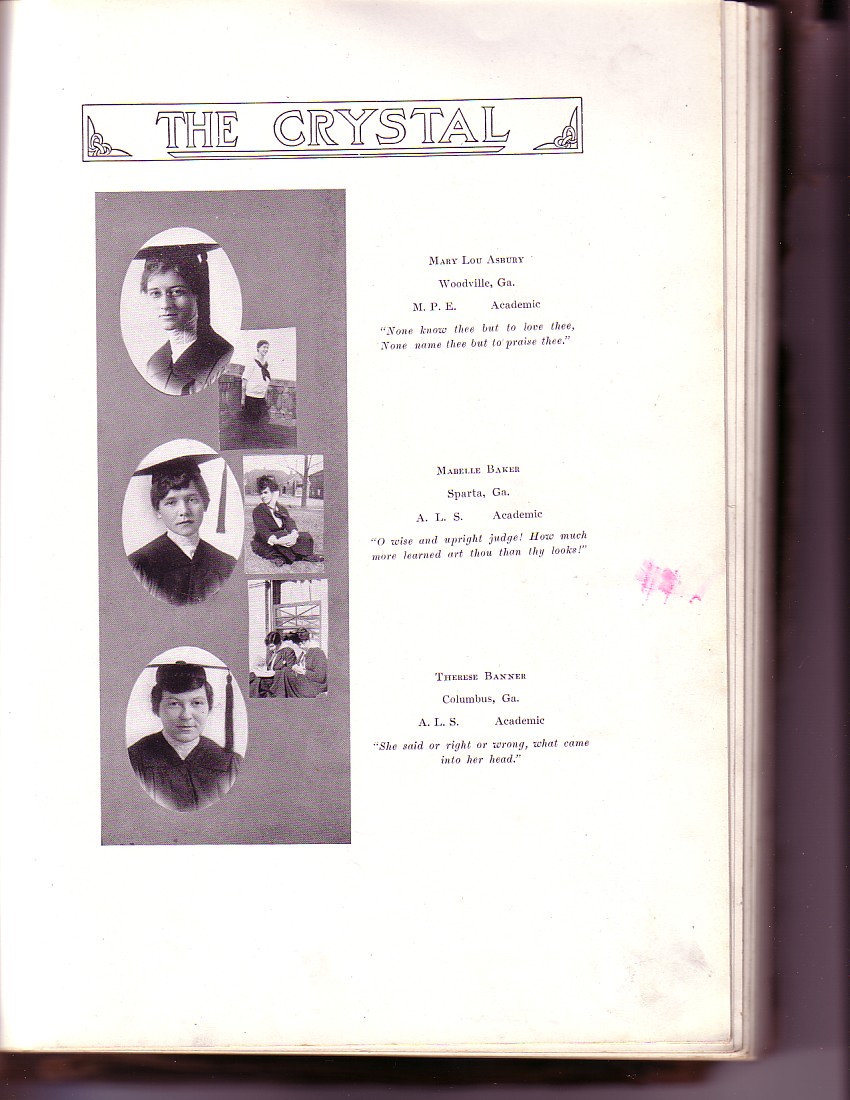 THE CRYSTAL
Mary Lou Asbury
Woodville, Ga.
M. P. E. Academic
"None know thee but to love thee,
None name thee but to praise thee."
Mabelle Baker
Sparta, Ga.
A. L. S. Academic
"O wise and upright judge! How much
more learned art thou than thy looks!"
Therese Banner
Columbus, Ga.
A. L. S. Academic
"She said or right or wrong, what came
into her head."